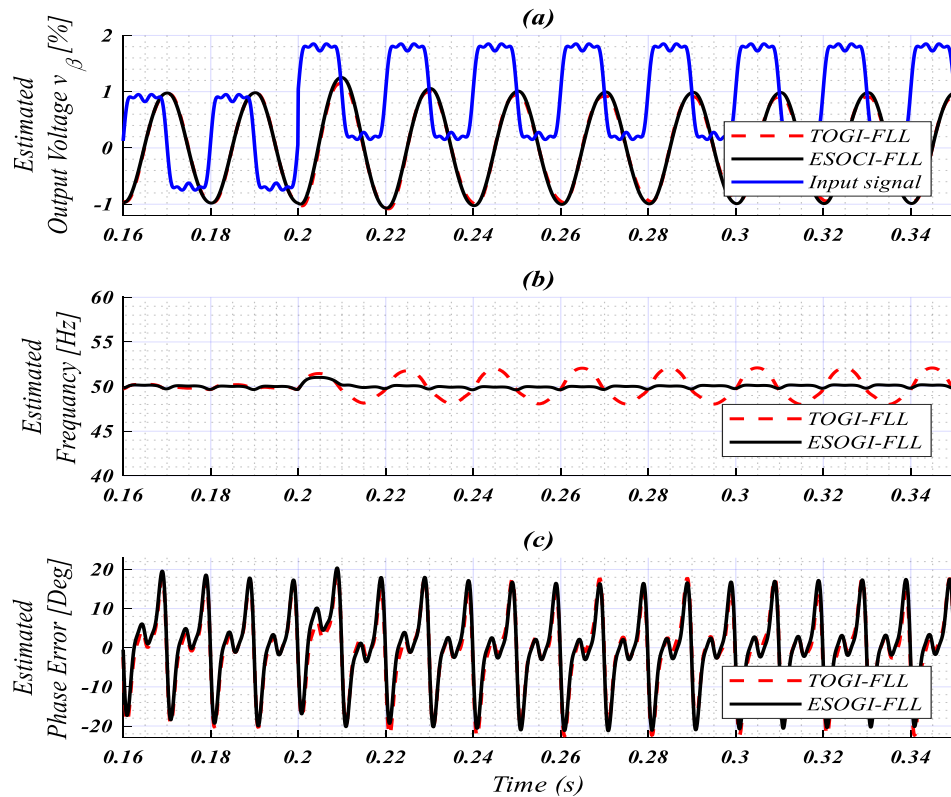 (a)
Estimated
Output Voltage v β [%]
2
1
0
-1
0.16 0.18 0.2 0.22 0.24 0.26 0.28 0.3 0.32 0.34
TOGI-FLL
ESOCI-FLL
Input signal
(b)
Estimated
Frequancy [Hz]
60
55
50
45
40
0.16 0.18 0.2 0.22 0.24 0.26 0.28 0.3 0.32 0.34
TOGI-FLL
ESOGI-FLL
(c)
Estimated
Phase Error [Deg]
20
10
0
-10
-20
0.16 0.18 0.2 0.22 0.24 0.26 0.28 0.3 0.32 0.34
TOGI-FLL
ESOGI-FLL
Time (s)